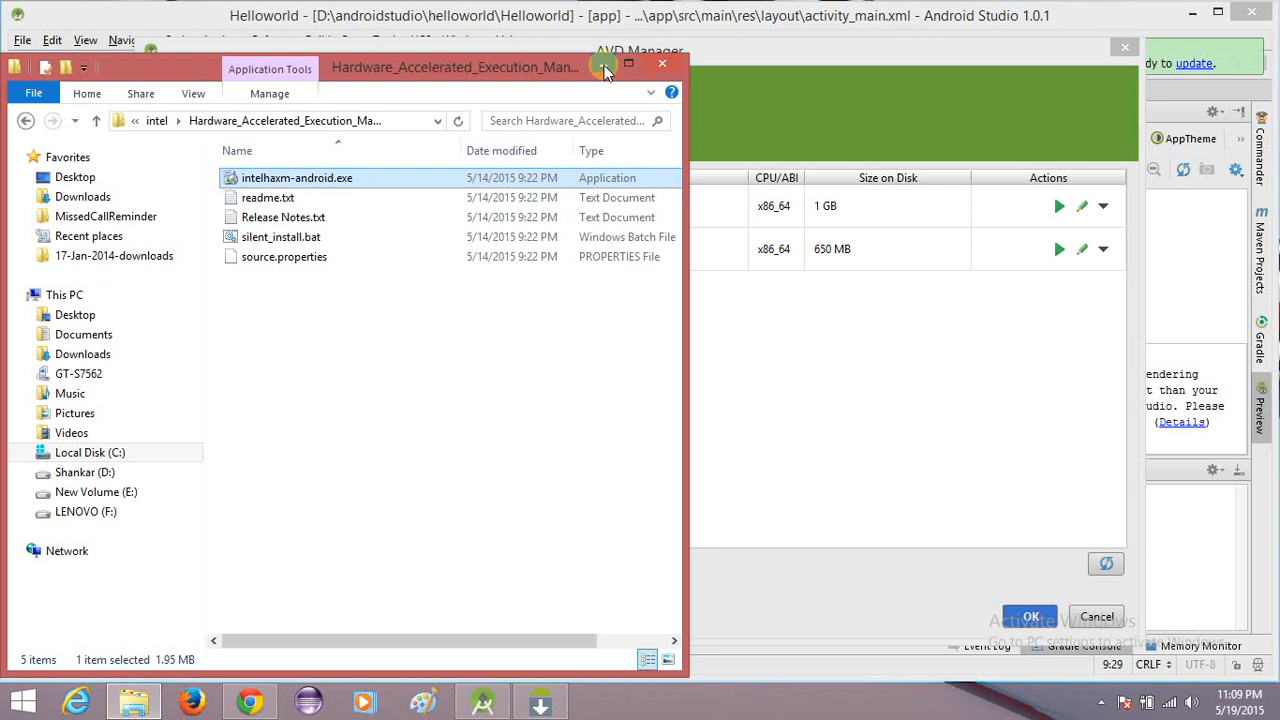 Helloworld - [D:\androidstudio\helloworld\Helloworld] - [app] - ...\app\src\main\res\layout\activity_main.xml - Android Studio 1.0.1
File Edit View Navig
AVD Manager
dy to update.
Application Tools
Hardware_Accelerated_Execution_Man...
File Home Share View Manage
intel Hardware_Accelerated_Execution_Ma...
Search Hardware_Accelerated...
AppTheme
Commander
Maven Projects
Gradle
Preview
Name Date modified Type
intelhaxm-android.exe 5/14/2015 9:22 PM Application
readme.txt 5/14/2015 9:22 PM Text Document
Release Notes.txt 5/14/2015 9:22 PM Text Document
silent_install.bat 5/14/2015 9:22 PM Windows Batch File
source.properties 5/14/2015 9:22 PM PROPERTIES File
Favorites
Desktop
Downloads
MissedCallReminder
Recent places
17-Jan-2014-downloads
This PC
Desktop
Documents
Downloads
GT-S7562
Music
Pictures
Videos
Local Disk (C:)
Shankar (D:)
New Volume (E:)
LENOVO (F:)
Network
CPU/ABI Size on Disk Actions
x86_64 1 GB
x86_64 650 MB
endering
t than your
udio. Please
(Details)
OK Cancel
Activate Windows
Go to PC settings to activate Windows.
Event Log Gradle Console Memory Monitor
5 items 1 item selected 1.95 MB
9:29 CRLF UTF-8
11:09 PM
5/19/2015